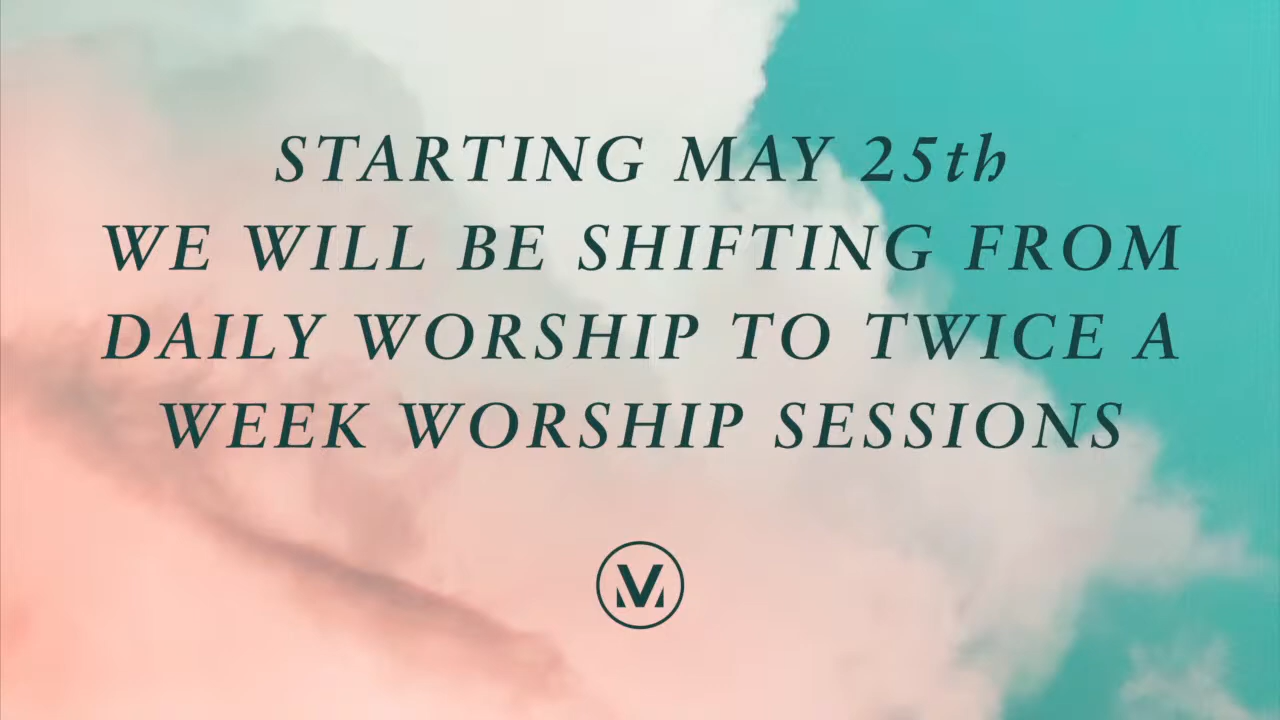 STARTING MAY 25th
WE WILL BE SHIFTING FROM
DAILY WORSHIP TO TWICE A
WEEK WORSHIP SESSIONS